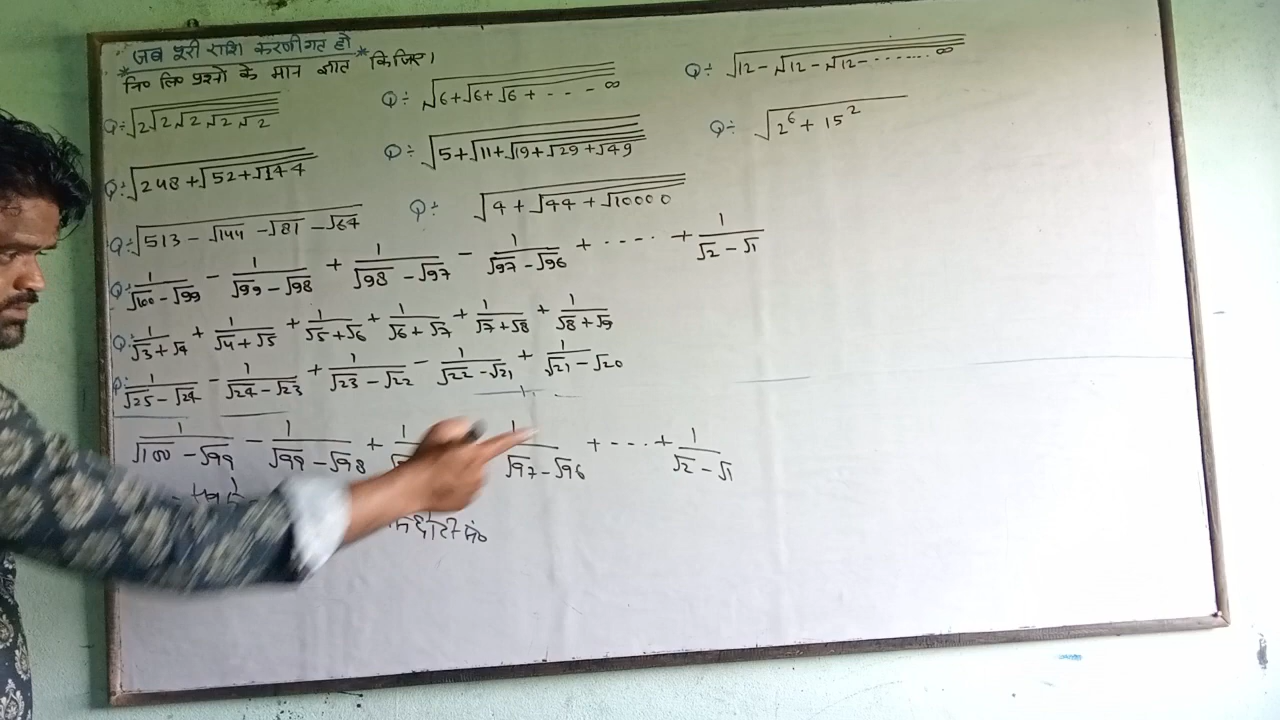 जब पूरी राशि करणीगत हो
* नि० लि० प्रश्नो के मान ज्ञात * किजिए।
Q÷ √2√2√2√2√2
Q÷ √248+√52+√144
Q÷ √513-√144-√81-√64
Q÷ √6+√6+√6+---∞
Q÷ √5+√11+√19+√29+√49
Q÷ √4+√44+√10000
Q÷ √12-√12-√12-........∞
Q÷ √2⁶+15²
Q÷ 1/(√100-√99) - 1/(√99-√98) + 1/(√98-√97) - 1/(√97-√96) + ..... + 1/(√2-√1)
Q÷ 1/(√3+√4) + 1/(√4+√5) + 1/(√5+√6) + 1/(√6+√7) + 1/(√7+√8) + 1/(√8+√9)
Q÷ 1/(√25-√24) - 1/(√24-√23) + 1/(√23-√22) - 1/(√22-√21) + 1/(√21-√20)
1/(√100-√99) - 1/(√99-√98) + 1 1/(√97-√96) + ---+ 1/(√2-√1)